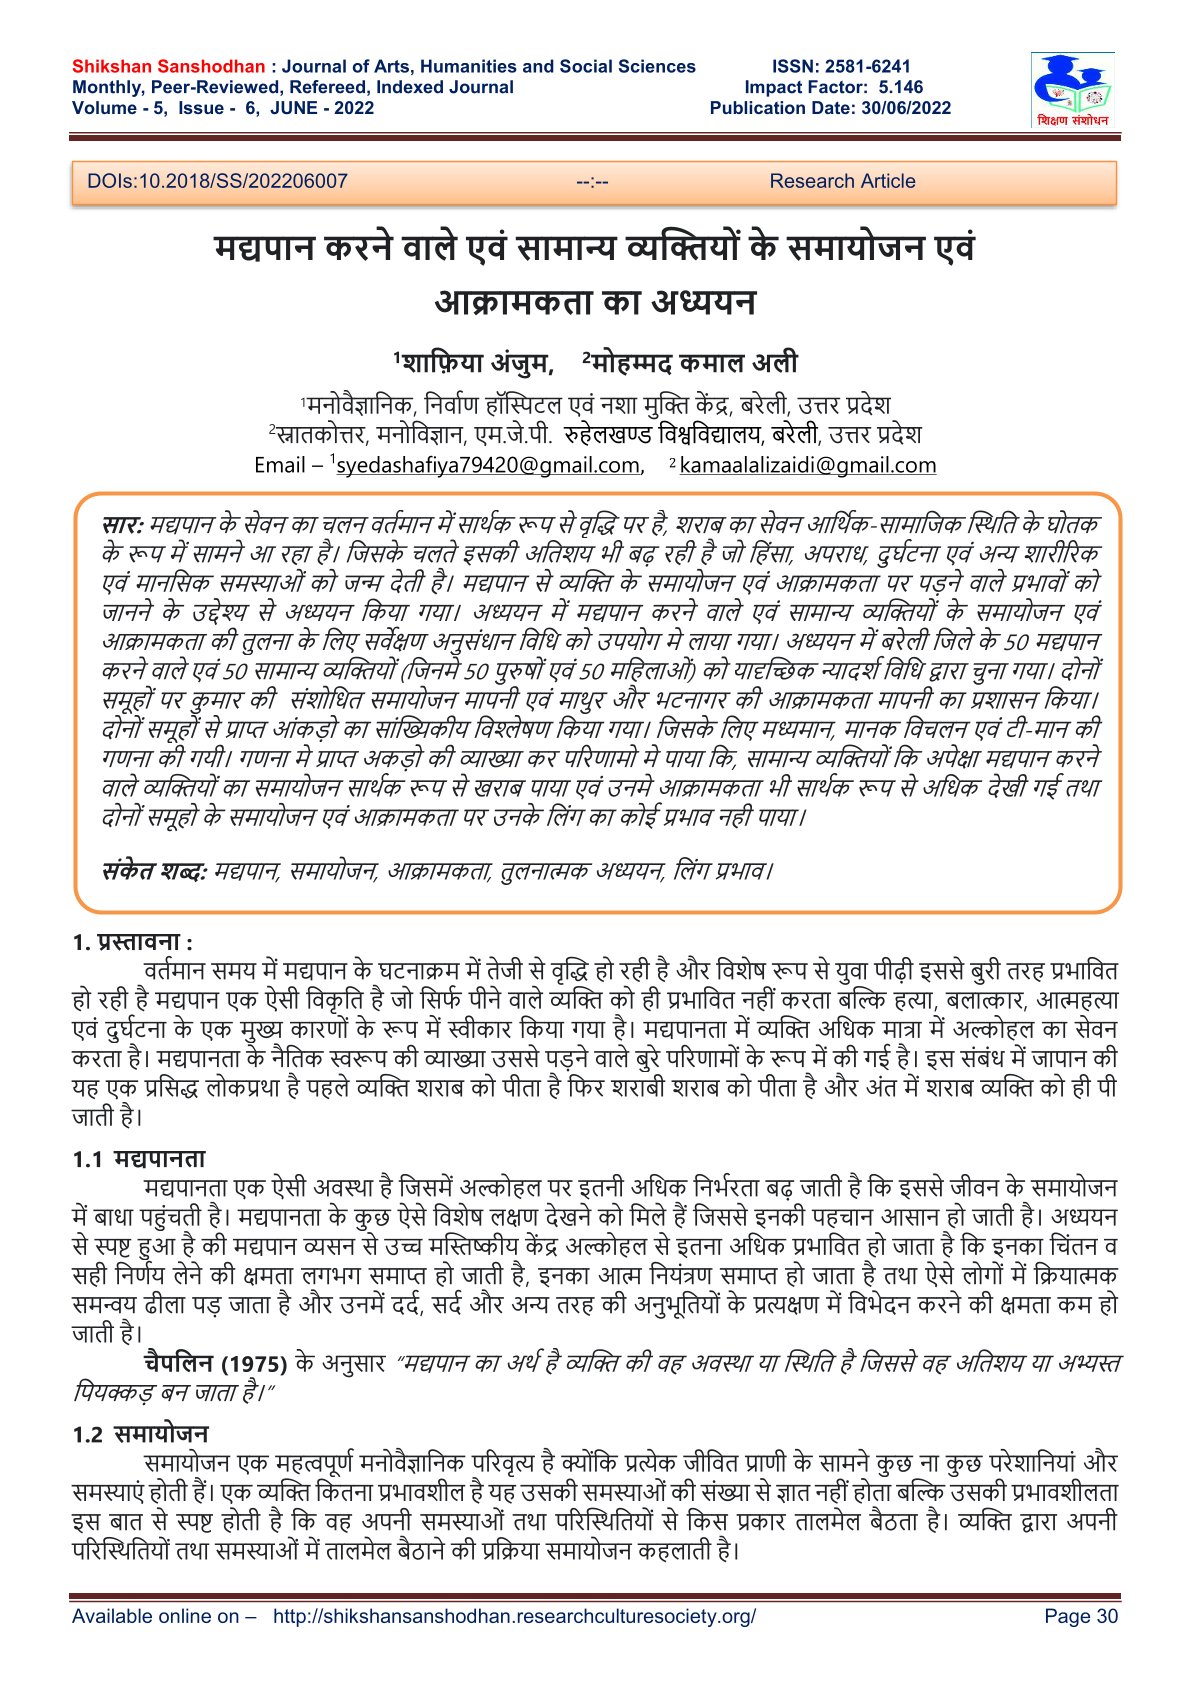 Shikshan Sanshodhan : Journal of Arts, Humanities and Social Sciences ISSN: 2581-6241
Monthly, Peer-Reviewed, Refereed, Indexed Journal Impact Factor: 5.146
Volume - 5, Issue - 6, JUNE - 2022 Publication Date: 30/06/2022
शिक्षण संशोधन
DOIs:10.2018/SS/202206007 --:-- Research Article
मद्यपान करने वाले एवं सामान्य व्यक्तियों के समायोजन एवं
आक्रामकता का अध्ययन
¹शाफ़िया अंजुम, ²मोहम्मद कमाल अली
¹मनोवैज्ञानिक, निर्वाण हॉस्पिटल एवं नशा मुक्ति केंद्र, बरेली, उत्तर प्रदेश
²स्नातकोत्तर, मनोविज्ञान, एम.जे.पी. रुहेलखण्ड विश्वविद्यालय, बरेली, उत्तर प्रदेश
Email – ¹syedashafiya79420@gmail.com, ² kamaalalizaidi@gmail.com
सार: मद्यपान के सेवन का चलन वर्तमान में सार्थक रूप से वृद्धि पर है, शराब का सेवन आर्थिक-सामाजिक स्थिति के घोतक
के रूप में सामने आ रहा है। जिसके चलते इसकी अतिशय भी बढ़ रही है जो हिंसा, अपराध, दुर्घटना एवं अन्य शारीरिक
एवं मानसिक समस्याओं को जन्म देती है। मद्यपान से व्यक्ति के समायोजन एवं आक्रामकता पर पड़ने वाले प्रभावों को
जानने के उद्देश्य से अध्ययन किया गया। अध्ययन में मद्यपान करने वाले एवं सामान्य व्यक्तियों के समायोजन एवं
आक्रामकता की तुलना के लिए सर्वेक्षण अनुसंधान विधि को उपयोग मे लाया गया। अध्ययन में बरेली जिले के 50 मद्यपान
करने वाले एवं 50 सामान्य व्यक्तियों (जिनमे 50 पुरुषों एवं 50 महिलाओं) को यादृच्छिक न्यादर्श विधि द्वारा चुना गया। दोनों
समूहों पर कुमार की संशोधित समायोजन मापनी एवं माथुर और भटनागर की आक्रामकता मापनी का प्रशासन किया।
दोनों समूहों से प्राप्त आंकड़ो का सांख्यिकीय विश्लेषण किया गया। जिसके लिए मध्यमान, मानक विचलन एवं टी-मान की
गणना की गयी। गणना मे प्राप्त अकड़ो की व्याख्या कर परिणामो मे पाया कि, सामान्य व्यक्तियों कि अपेक्षा मद्यपान करने
वाले व्यक्तियों का समायोजन सार्थक रूप से खराब पाया एवं उनमे आक्रामकता भी सार्थक रूप से अधिक देखी गई तथा
दोनों समूहो के समायोजन एवं आक्रामकता पर उनके लिंग का कोई प्रभाव नही पाया।
संकेत शब्द: मद्यपान, समायोजन, आक्रामकता, तुलनात्मक अध्ययन, लिंग प्रभाव।
1. प्रस्तावना :
वर्तमान समय में मद्यपान के घटनाक्रम में तेजी से वृद्धि हो रही है और विशेष रूप से युवा पीढ़ी इससे बुरी तरह प्रभावित
हो रही है मद्यपान एक ऐसी विकृति है जो सिर्फ पीने वाले व्यक्ति को ही प्रभावित नहीं करता बल्कि हत्या, बलात्कार, आत्महत्या
एवं दुर्घटना के एक मुख्य कारणों के रूप में स्वीकार किया गया है। मद्यपानता में व्यक्ति अधिक मात्रा में अल्कोहल का सेवन
करता है। मद्यपानता के नैतिक स्वरूप की व्याख्या उससे पड़ने वाले बुरे परिणामों के रूप में की गई है। इस संबंध में जापान की
यह एक प्रसिद्ध लोकप्रथा है पहले व्यक्ति शराब को पीता है फिर शराबी शराब को पीता है और अंत में शराब व्यक्ति को ही पी
जाती है।
1.1 मद्यपानता
मद्यपानता एक ऐसी अवस्था है जिसमें अल्कोहल पर इतनी अधिक निर्भरता बढ़ जाती है कि इससे जीवन के समायोजन
में बाधा पहुंचती है। मद्यपानता के कुछ ऐसे विशेष लक्षण देखने को मिले हैं जिससे इनकी पहचान आसान हो जाती है। अध्ययन
से स्पष्ट हुआ है की मद्यपान व्यसन से उच्च मस्तिष्कीय केंद्र अल्कोहल से इतना अधिक प्रभावित हो जाता है कि इनका चिंतन व
सही निर्णय लेने की क्षमता लगभग समाप्त हो जाती है, इनका आत्म नियंत्रण समाप्त हो जाता है तथा ऐसे लोगों में क्रियात्मक
समन्वय ढीला पड़ जाता है और उनमें दर्द, सर्द और अन्य तरह की अनुभूतियों के प्रत्यक्षण में विभेदन करने की क्षमता कम हो
जाती है।
चैपलिन (1975) के अनुसार “मद्यपान का अर्थ है व्यक्ति की वह अवस्था या स्थिति है जिससे वह अतिशय या अभ्यस्त
पियक्कड़ बन जाता है।“
1.2 समायोजन
समायोजन एक महत्वपूर्ण मनोवैज्ञानिक परिवृत्य है क्योंकि प्रत्येक जीवित प्राणी के सामने कुछ ना कुछ परेशानियां और
समस्याएं होती हैं। एक व्यक्ति कितना प्रभावशील है यह उसकी समस्याओं की संख्या से ज्ञात नहीं होता बल्कि उसकी प्रभावशीलता
इस बात से स्पष्ट होती है कि वह अपनी समस्याओं तथा परिस्थितियों से किस प्रकार तालमेल बैठता है। व्यक्ति द्वारा अपनी
परिस्थितियों तथा समस्याओं में तालमेल बैठाने की प्रक्रिया समायोजन कहलाती है।
Available online on – http://shikshansanshodhan.researchculturesociety.org/ Page 30